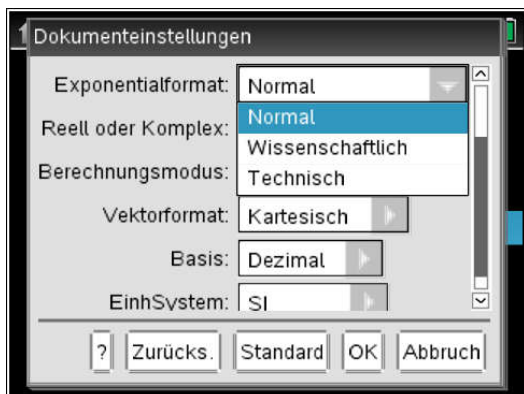 1
Dokumenteinstellungen
Exponentialformat: Normal
Normal
Reell oder Komplex:
Wissenschaftlich
Berechnungsmodus:
Technisch
Vektorformat: Kartesisch
Basis: Dezimal
EinhSystem: SI
? Zurücks. Standard OK Abbruch